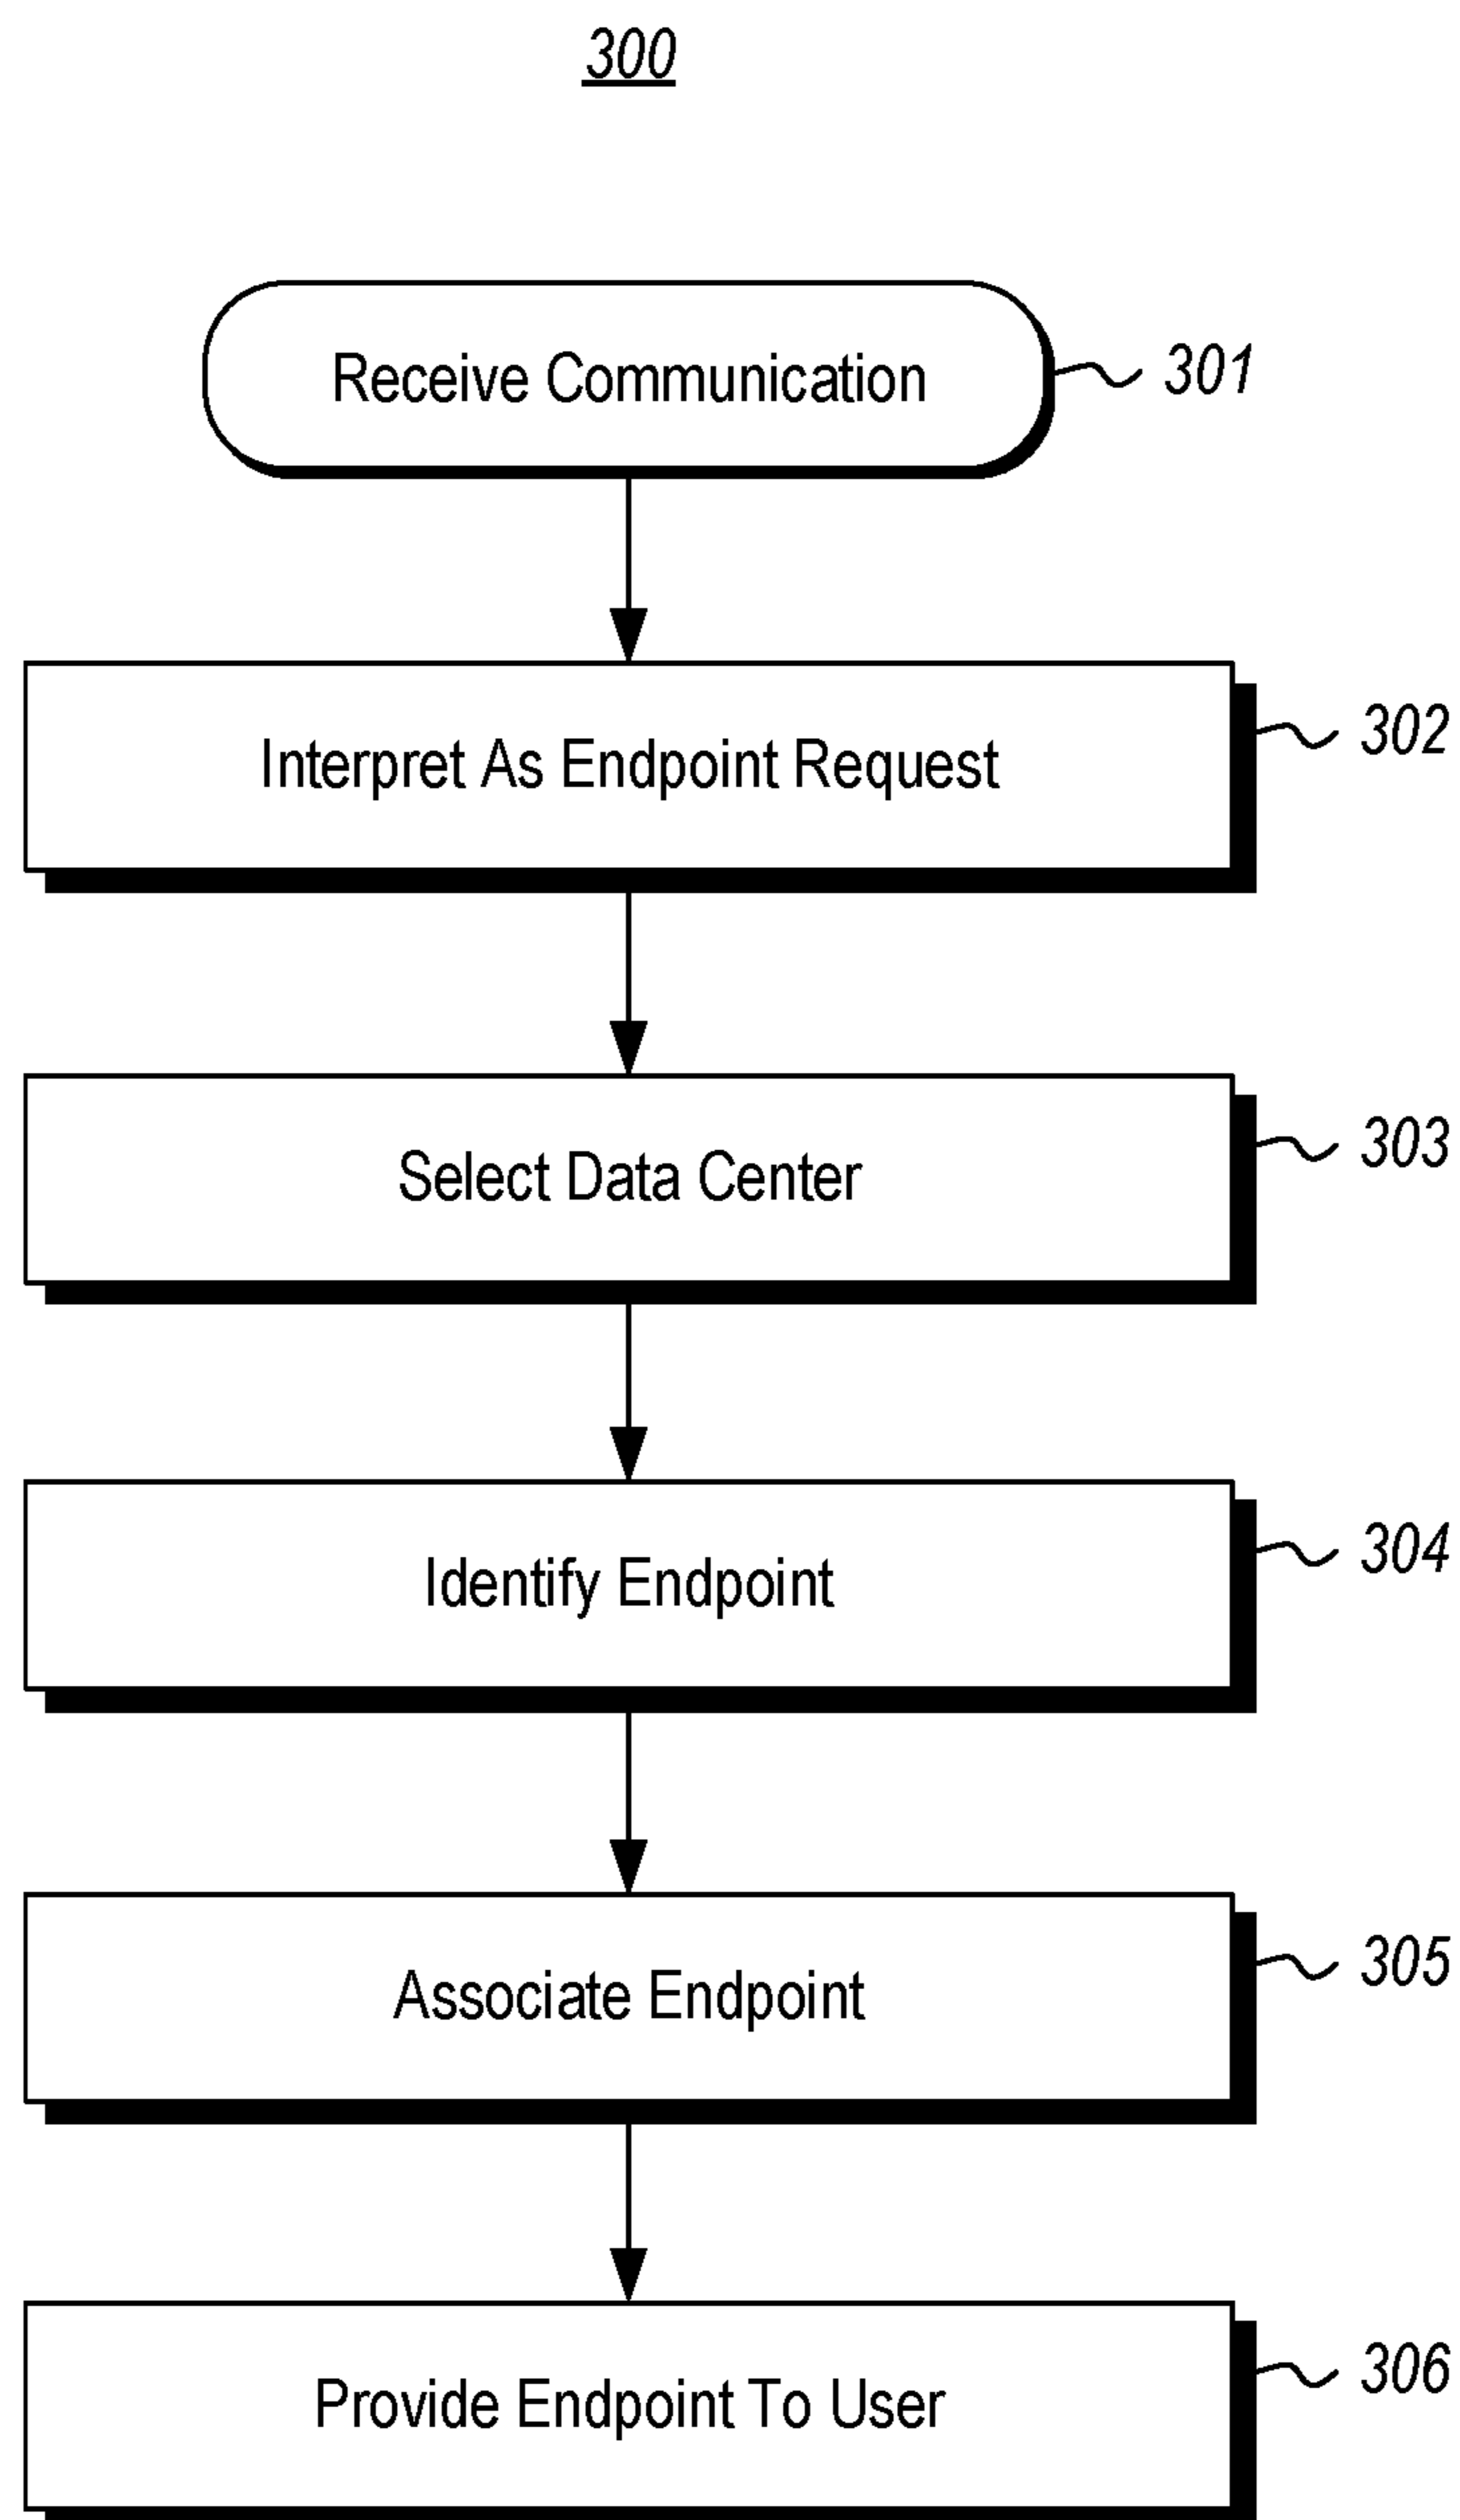 300
Receive Communication
301
Interpret As Endpoint Request
302
Select Data Center
303
Identify Endpoint
304
Associate Endpoint
305
Provide Endpoint To User
306